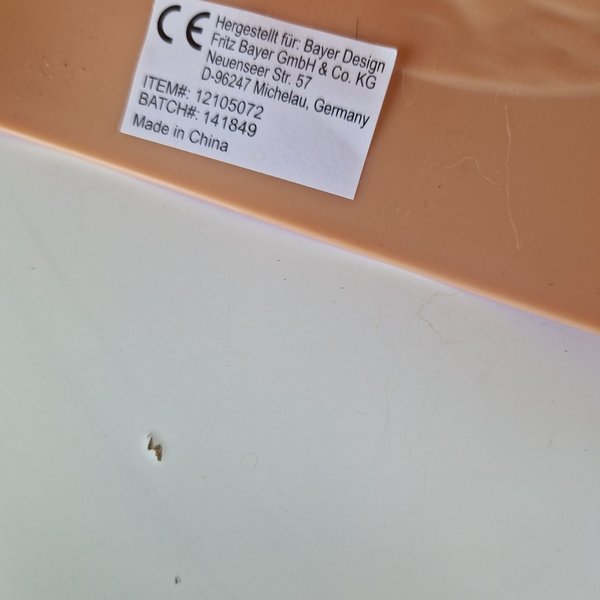 CE Hergestellt für: Bayer Design
Fritz Bayer GmbH & Co. KG
Neuenseer Str. 57
D-96247 Michelau, Germany
ITEM#: 12105072
BATCH#: 141849
Made in China